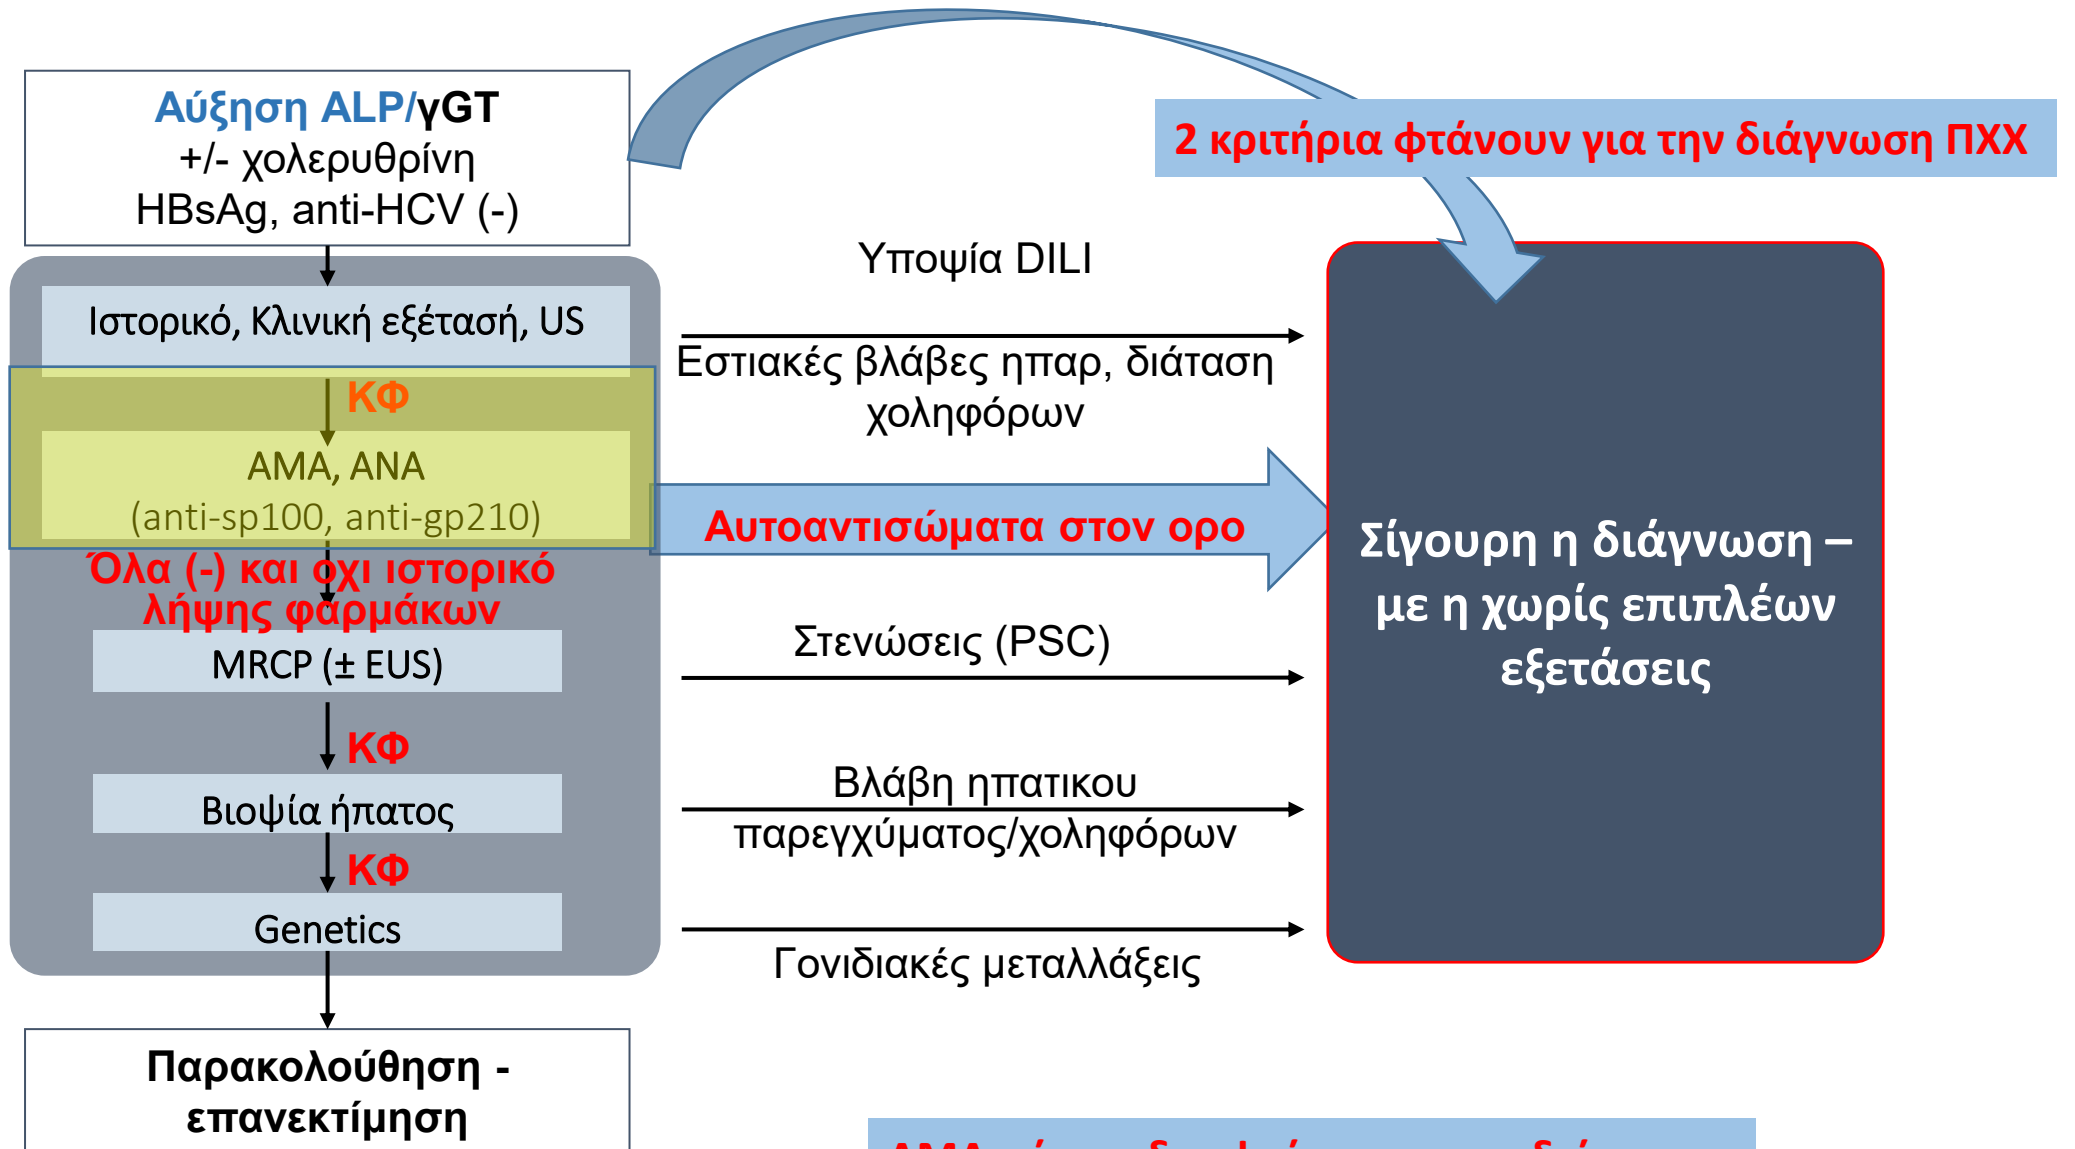 Αύξηση ALP/γGT
+/- χολερυθρίνη
HBsAg, anti-HCV (-)
2 κριτήρια φτάνουν για την διάγνωση ΠΧΧ
Ιστορικό, Κλινική εξέτασή, US
Υποψία DILI
Εστιακές βλάβες ηπαρ, διάταση
χοληφόρων
ΚΦ
AMA, ANA
(anti-sp100, anti-gp210)
Αυτοαντισώματα στον ορο
Όλα (-) και όχι ιστορικό
λήψης φαρμάκων
MRCP (± EUS)
Στενώσεις (PSC)
ΚΦ
Βιοψία ήπατος
Βλάβη ηπατικου
παρεγχύματος/χοληφόρων
ΚΦ
Genetics
Γονιδιακές μεταλλάξεις
Σίγουρη η διάγνωση –
με η χωρίς επιπλέων
εξετάσεις
Παρακολούθηση -
επανεκτίμηση